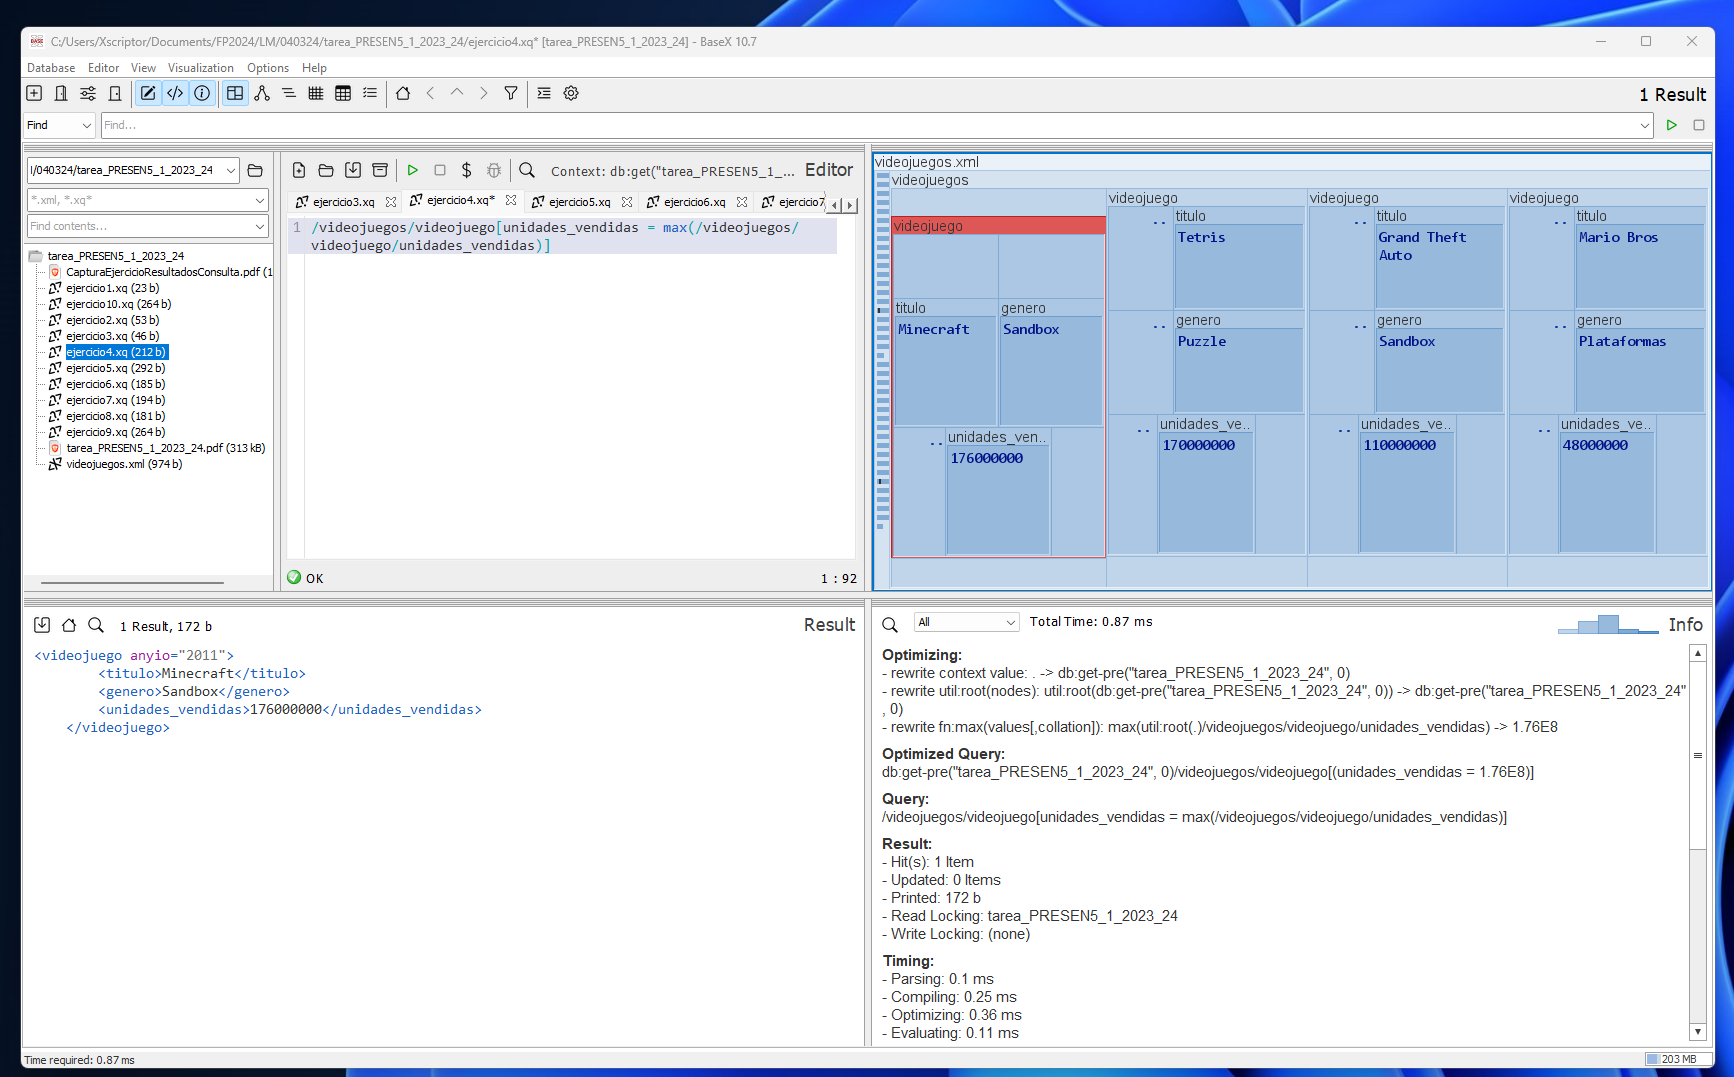 C:/Users/Xscriptor/Documents/FP2024/LM/040324/tarea_PRESEN5_1_2023_24/ejercicio4.xq* [tarea_PRESEN5_1_2023_24] - BaseX 10.7
Database Editor View Visualization Options Help
1 Result
Find Find...
l/040324/tarea_PRESEN5_1_2023_24
*.xml, *.xq*
Find contents...
tarea_PRESEN5_1_2023_24
CapturaEjercicioResultadosConsulta.pdf (1
ejercicio1.xq (23 b)
ejercicio10.xq (264 b)
ejercicio2.xq (53 b)
ejercicio3.xq (46 b)
ejercicio4.xq (212 b)
ejercicio5.xq (292 b)
ejercicio6.xq (185 b)
ejercicio7.xq (194 b)
ejercicio8.xq (181 b)
ejercicio9.xq (264 b)
tarea_PRESEN5_1_2023_24.pdf (313 kB)
videojuegos.xml (974 b)
Context: db:get("tarea_PRESEN5_1_... Editor
ejercicio3.xq ejercicio4.xq* ejercicio5.xq ejercicio6.xq ejercicio7
1 /videojuegos/videojuego[unidades_vendidas = max(/videojuegos/
videojuego/unidades_vendidas)]
OK 1 : 92
videojuegos.xml
videojuegos
videojuego
titulo
Minecraft
genero
Sandbox
..
unidades_ven..
176000000
videojuego
..
titulo
Tetris
..
genero
Puzzle
..
unidades_ve..
170000000
videojuego
..
titulo
Grand Theft
Auto
..
genero
Sandbox
..
unidades_ve..
110000000
videojuego
..
titulo
Mario Bros
..
genero
Plataformas
..
unidades_ve..
48000000
1 Result, 172 b Result
<videojuego anyio="2011">
<titulo>Minecraft</titulo>
<genero>Sandbox</genero>
<unidades_vendidas>176000000</unidades_vendidas>
</videojuego>
All Total Time: 0.87 ms Info
Optimizing:
- rewrite context value: . -> db:get-pre("tarea_PRESEN5_1_2023_24", 0)
- rewrite util:root(nodes): util:root(db:get-pre("tarea_PRESEN5_1_2023_24", 0)) -> db:get-pre("tarea_PRESEN5_1_2023_24"
, 0)
- rewrite fn:max(values[,collation]): max(util:root(.)/videojuegos/videojuego/unidades_vendidas) -> 1.76E8
Optimized Query:
db:get-pre("tarea_PRESEN5_1_2023_24", 0)/videojuegos/videojuego[(unidades_vendidas = 1.76E8)]
Query:
/videojuegos/videojuego[unidades_vendidas = max(/videojuegos/videojuego/unidades_vendidas)]
Result:
- Hit(s): 1 Item
- Updated: 0 Items
- Printed: 172 b
- Read Locking: tarea_PRESEN5_1_2023_24
- Write Locking: (none)
Timing:
- Parsing: 0.1 ms
- Compiling: 0.25 ms
- Optimizing: 0.36 ms
- Evaluating: 0.11 ms
Time required: 0.87 ms
203 MB